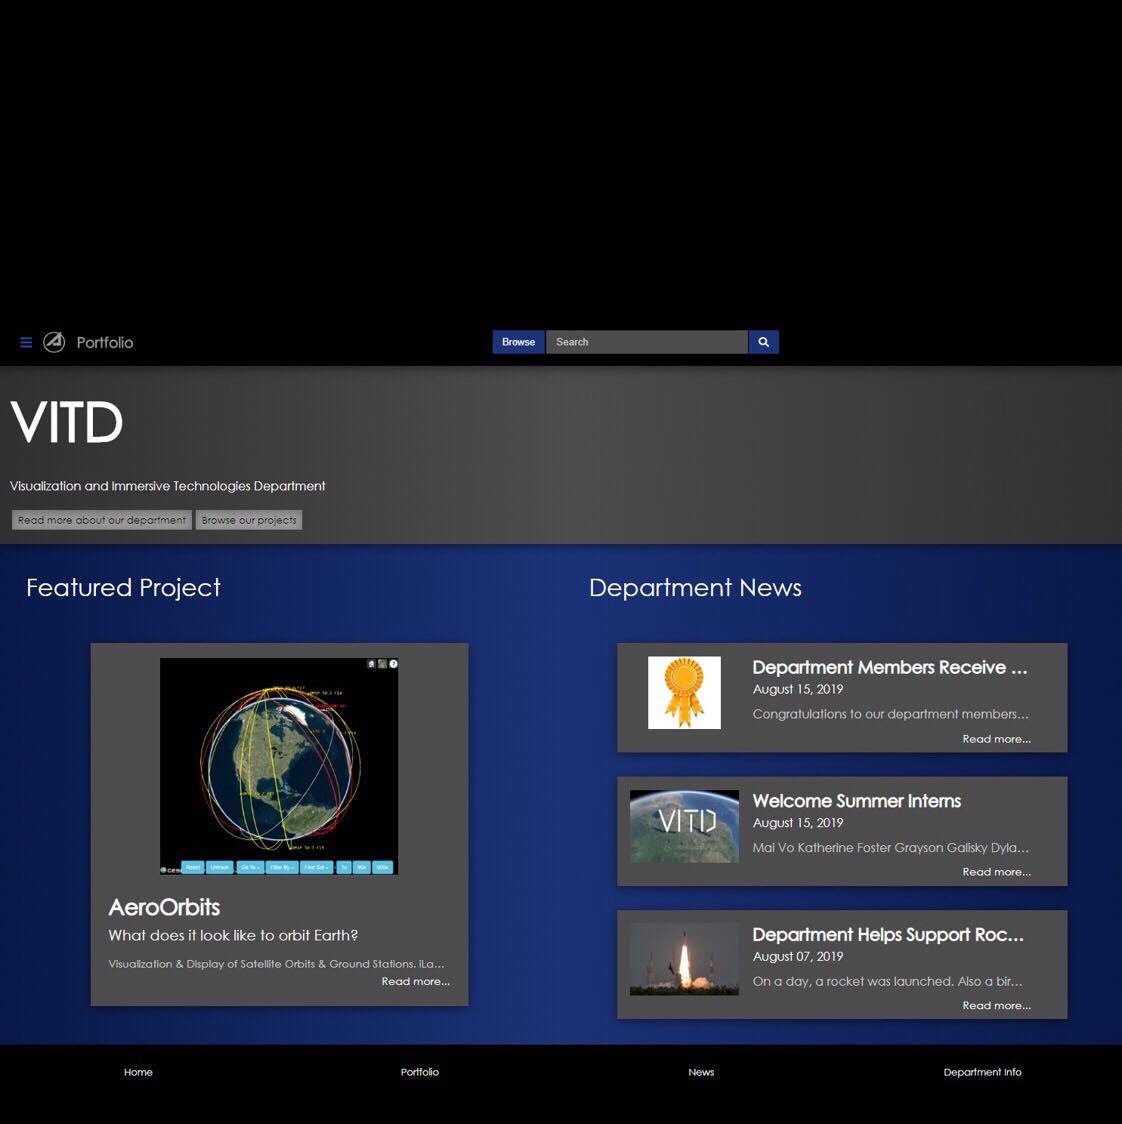 Portfolio
Browse
Search
VITD
Visualization and Immersive Technologies Department
Read more about our department
Browse our projects
Featured Project
AeroOrbits
What does it look like to orbit Earth?
Visualization & Display of Satellite Orbits & Ground Stations. iLa...
Read more...
Department News
Department Members Receive ...
August 15, 2019
Congratulations to our department members...
Read more...
VITD
Welcome Summer Interns
August 15, 2019
Mai Vo Katherine Foster Grayson Galisky Dyla...
Read more...
Department Helps Support Roc...
August 07, 2019
On a day, a rocket was launched. Also a bir...
Read more...
Home
Portfolio
News
Department Info